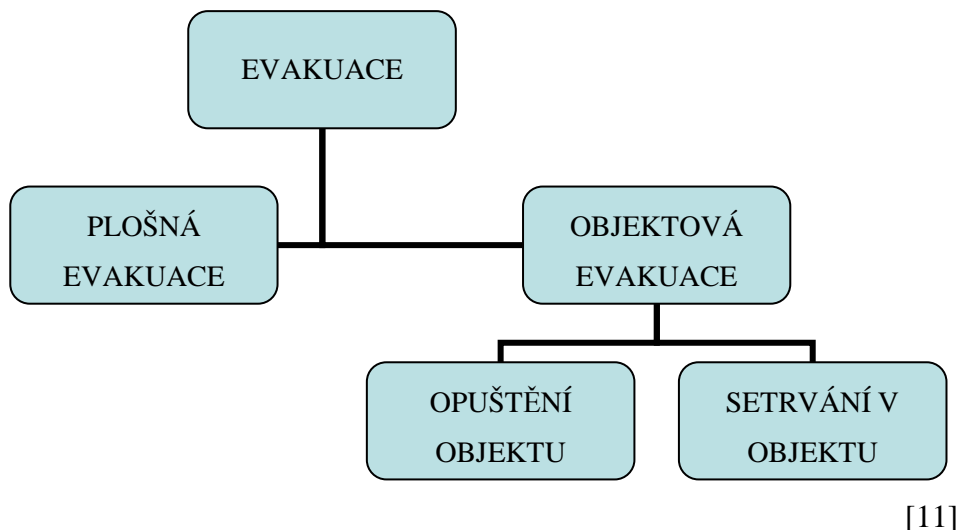 EVAKUACE
PLOŠNÁ
EVAKUACE
OBJEKTOVÁ
EVAKUACE
OPUŠTĚNÍ
OBJEKTU
SETRVÁNÍ V
OBJEKTU
[11]